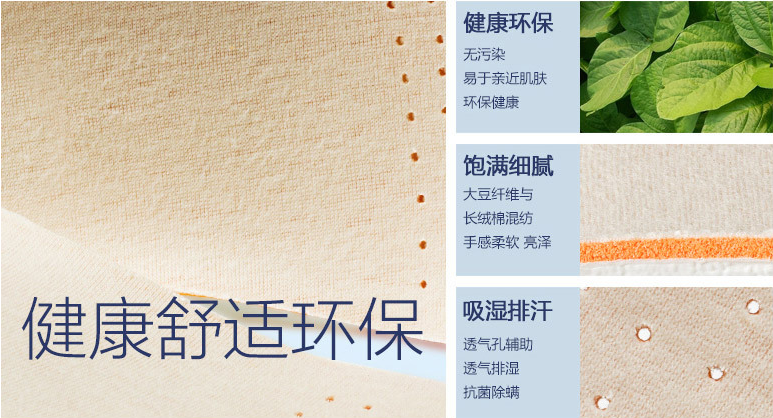 健康舒适环保
健康环保
无污染
易于亲近肌肤
环保健康
饱满细腻
大豆纤维与
长绒棉混纺
手感柔软 亮泽
吸湿排汗
透气孔辅助
透气排湿
抗菌除螨